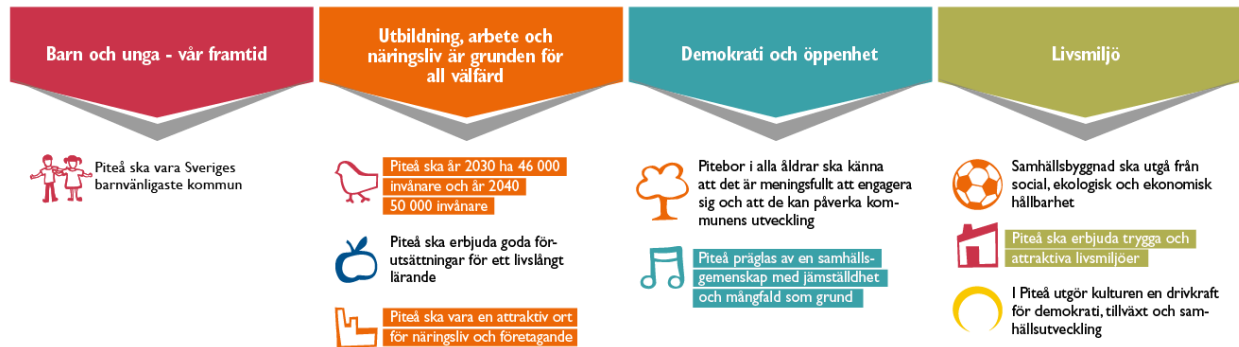 Barn och unga - vår framtid
Utbildning, arbete och
näringsliv är grunden för
all välfärd
Demokrati och öppenhet
Livsmiljö
Piteå ska vara Sveriges
barnvänligaste kommun
Piteå ska år 2030 ha 46 000
invånare och år 2040
50 000 invånare
Piteå ska erbjuda goda för-
utsättningar för ett livslångt
lärande
Piteå ska vara en attraktiv ort
för näringsliv och företagande
Pitebor i alla åldrar ska känna
att det är meningsfullt att engagera
sig och att de kan påverka kom-
munens utveckling
Piteå präglas av en samhälls-
gemenskap med jämställdhet
och mångfald som grund
Samhällsbyggnad ska utgå från
social, ekologisk och ekonomisk
hållbarhet
Piteå ska erbjuda trygga och
attraktiva livsmiljöer
I Piteå utgör kulturen en drivkraft
för demokrati, tillväxt och sam-
hällsutveckling